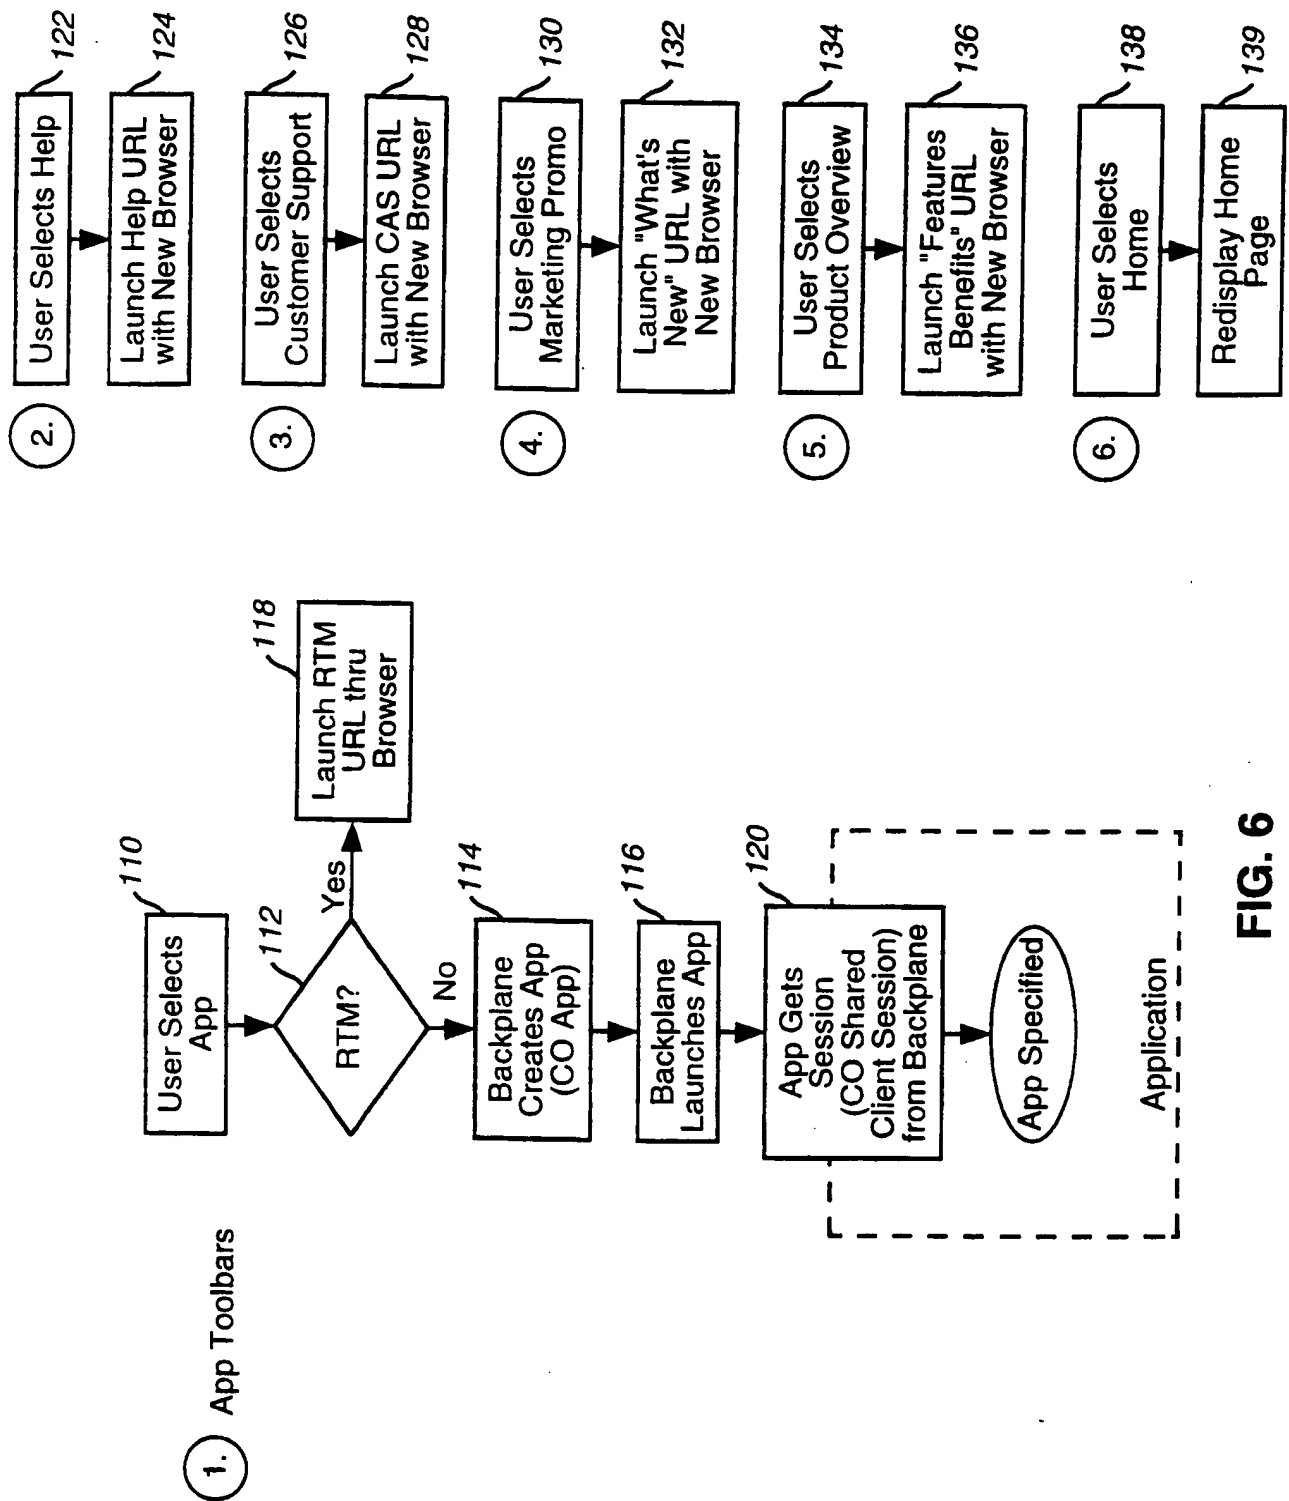 1.
App Toolbars
User Selects
App
110
RTM?
112
Yes
Launch RTM
URL thru
Browser
118
No
Backplane
Creates App
(CO App)
114
Backplane
Launches App
116
App Gets
Session
(CO Shared
Client Session)
from Backplane
120
App Specified
Application
2.
User Selects Help
122
Launch Help URL
with New Browser
124
3.
User Selects
Customer Support
126
Launch CAS URL
with New Browser
128
4.
User Selects
Marketing Promo
130
Launch "What's
New" URL with
New Browser
132
5.
User Selects
Product Overview
134
Launch "Features
Benefits" URL
with New Browser
136
6.
User Selects
Home
138
Redisplay Home
Page
139
FIG. 6